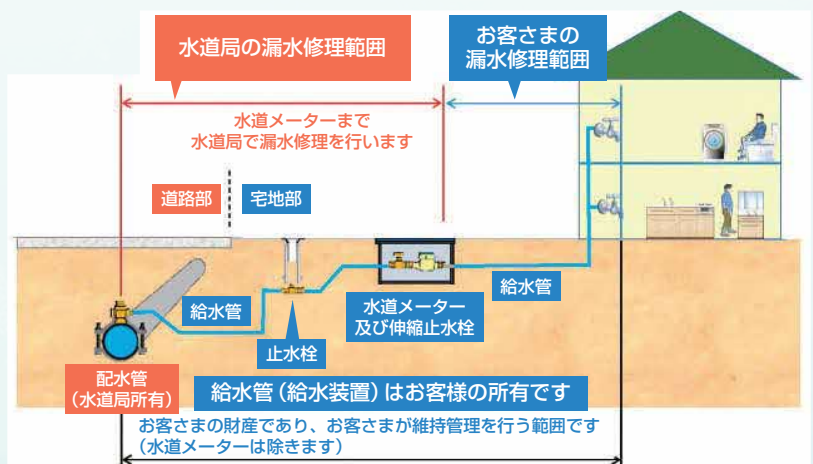 水道局の漏水修理範囲
お客さまの
漏水修理範囲
水道メーターまで
水道局で漏水修理を行います
道路部
宅地部
給水管
止水栓
水道メーター
及び伸縮止水栓
給水管
配水管
（水道局所有）
給水管（給水装置）はお客様の所有です
お客さまの財産であり、お客さまが維持管理を行う範囲です
（水道メーターは除きます）